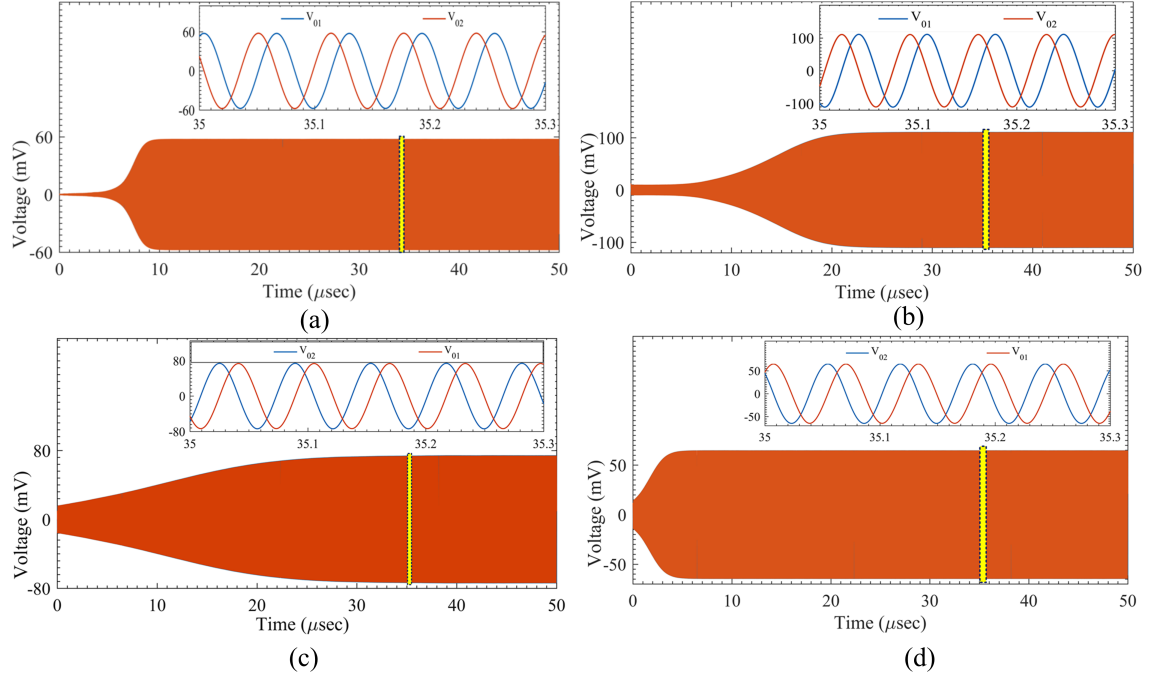 V01 V02
60
0
-60
35 35.1 35.2 35.3
60
0
-60
Voltage (mV)
0 10 20 30 40 50
Time (μsec)
(a)
V01 V02
100
0
-100
35 35.1 35.2 35.3
100
0
-100
Voltage (mV)
0 10 20 30 40 50
Time (μsec)
(b)
V02 V01
80
0
-80
35 35.1 35.2 35.3
80
0
-80
Voltage (mV)
0 10 20 30 40 50
Time (μsec)
(c)
V02 V01
50
0
-50
35 35.1 35.2 35.3
50
0
-50
Voltage (mV)
0 10 20 30 40 50
Time (μsec)
(d)